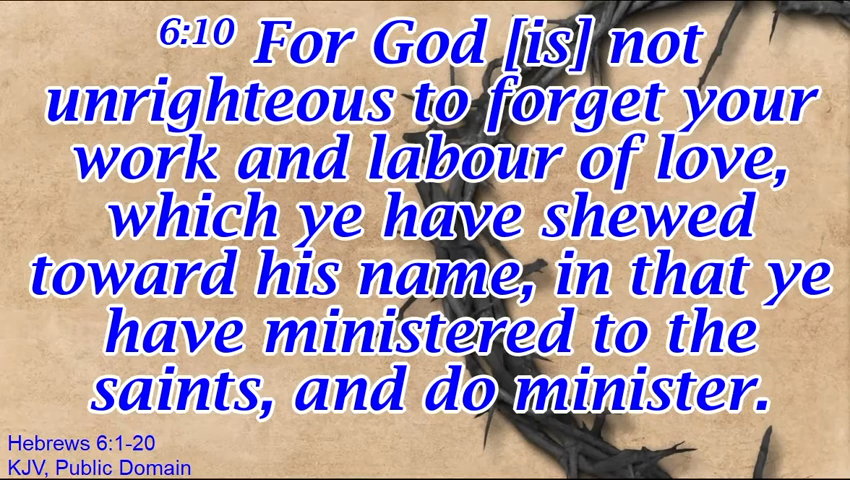 6:10 For God [is] not
unrighteous to forget your
work and labour of love,
which ye have shewed
toward his name, in that ye
have ministered to the
saints, and do minister.
Hebrews 6:1-20
KJV, Public Domain